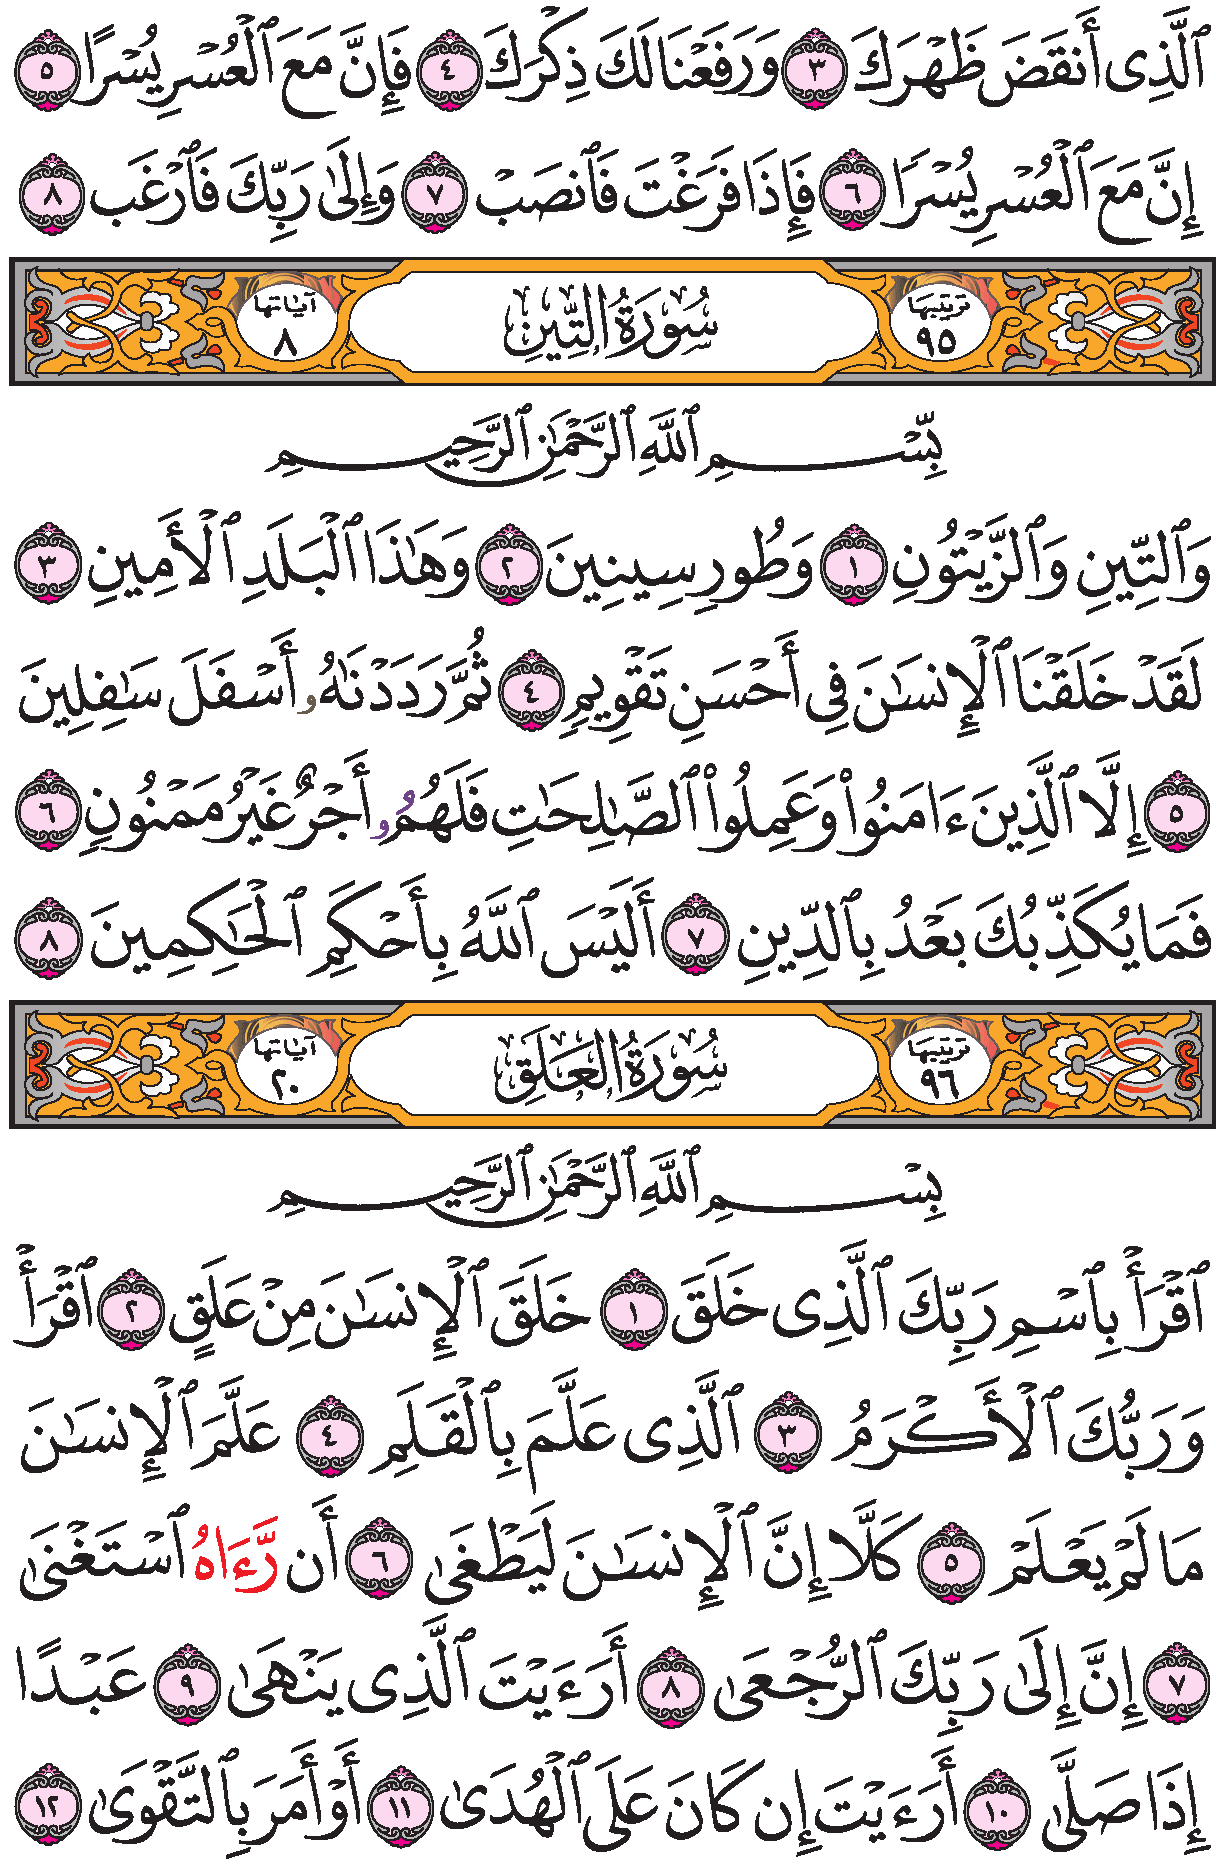 ٱلَّذِىٓ أَنقَضَ ظَهْرَكَ ٣ وَرَفَعْنَا لَكَ ذِكْرَكَ ٤ فَإِنَّ مَعَ ٱلْعُسْرِ يُسْرًا ٥
إِنَّ مَعَ ٱلْعُسْرِ يُسْرًا ٦ فَإِذَا فَرَغْتَ فَٱنصَبْ ٧ وَإِلَىٰ رَبِّكَ فَٱرْغَب ٨
ترتيبها ٩٥ سُورَةُ التِّينِ آياتها ٨
بِّسْمِ ٱللَّهِ ٱلرَّحْمَٰنِ ٱلرَّحِيمِ
وَٱلتِّينِ وَٱلزَّيْتُونِ ١ وَطُورِ سِينِينَ ٢ وَهَٰذَا ٱلْبَلَدِ ٱلْأَمِينِ ٣
لَقَدْ خَلَقْنَا ٱلْإِنسَٰنَ فِىٓ أَحْسَنِ تَقْوِيمٍ ٤ ثُمَّ رَدَدْنَٰهُۥ أَسْفَلَ سَٰفِلِينَ
٥ إِلَّا ٱلَّذِينَ ءَامَنُوا۟ وَعَمِلُوا۟ ٱلصَّٰلِحَٰتِ فَلَهُمُۥ أَجْرٌ غَيْرُ مَمْنُونٍ ٦
فَمَا يُكَذِّبُكَ بَعْدُ بِٱلدِّينِ ٧ أَلَيْسَ ٱللَّهُ بِأَحْكَمِ ٱلْحَٰكِمِينَ ٨
ترتيبها ٩٦ سُورَةُ الْعَلَقِ آياتها ٢٠
بِسْمِ ٱللَّهِ ٱلرَّحْمَٰنِ ٱلرَّحِيمِ
ٱقْرَأْ بِٱسْمِ رَبِّكَ ٱلَّذِى خَلَقَ ١ خَلَقَ ٱلْإِنسَٰنَ مِنْ عَلَقٍ ٢ ٱقْرَأْ
وَرَبُّكَ ٱلْأَكْرَمُ ٣ ٱلَّذِى عَلَّمَ بِٱلْقَلَمِ ٤ عَلَّمَ ٱلْإِنسَٰنَ
مَا لَمْ يَعْلَمْ ٥ كَلَّا إِنَّ ٱلْإِنسَٰنَ لَيَطْغَىٰ ٦ أَن رَّءَاهُ ٱسْتَغْنَىٰ
٧ إِنَّ إِلَىٰ رَبِّكَ ٱلرُّجْعَىٰ ٨ أَرَءَيْتَ ٱلَّذِى يَنْهَىٰ ٩ عَبْدًا
إِذَا صَلَّىٰ ١٠ أَرَءَيْتَ إِن كَانَ عَلَى ٱلْهُدَىٰ ١١ أَوْ أَمَرَ بِٱلتَّقْوَىٰ ١٢